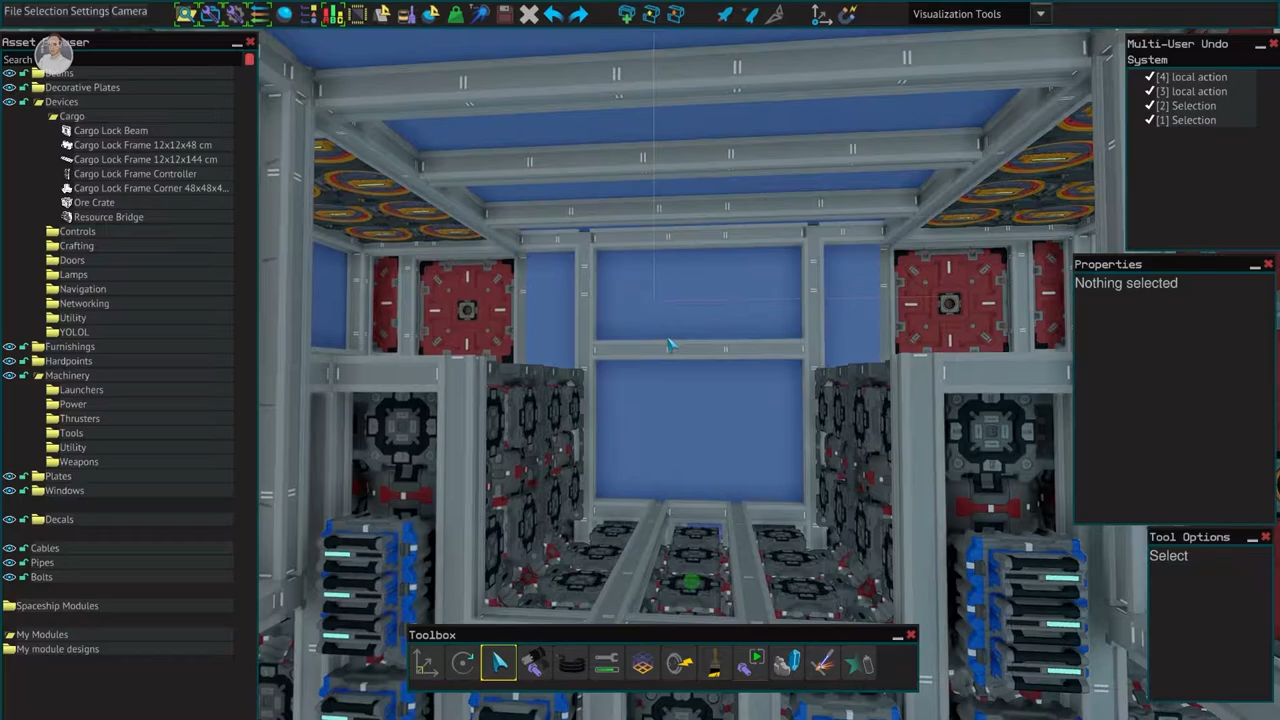 File Selection Settings Camera
Visualization Tools
Search
Beams
Decorative Plates
Devices
Cargo
Cargo Lock Beam
Cargo Lock Frame 12x12x48 cm
Cargo Lock Frame 12x12x144 cm
Cargo Lock Frame Controller
Cargo Lock Frame Corner 48x48x4...
Ore Crate
Resource Bridge
Controls
Crafting
Doors
Lamps
Navigation
Networking
Utility
YOLOL
Furnishings
Hardpoints
Machinery
Launchers
Power
Thrusters
Tools
Utility
Weapons
Plates
Windows
Decals
Cables
Pipes
Bolts
Spaceship Modules
My Modules
My module designs
Multi-User Undo
System
[4] local action
[3] local action
[2] Selection
[1] Selection
Properties
Nothing selected
Tool Options
Select
Toolbox